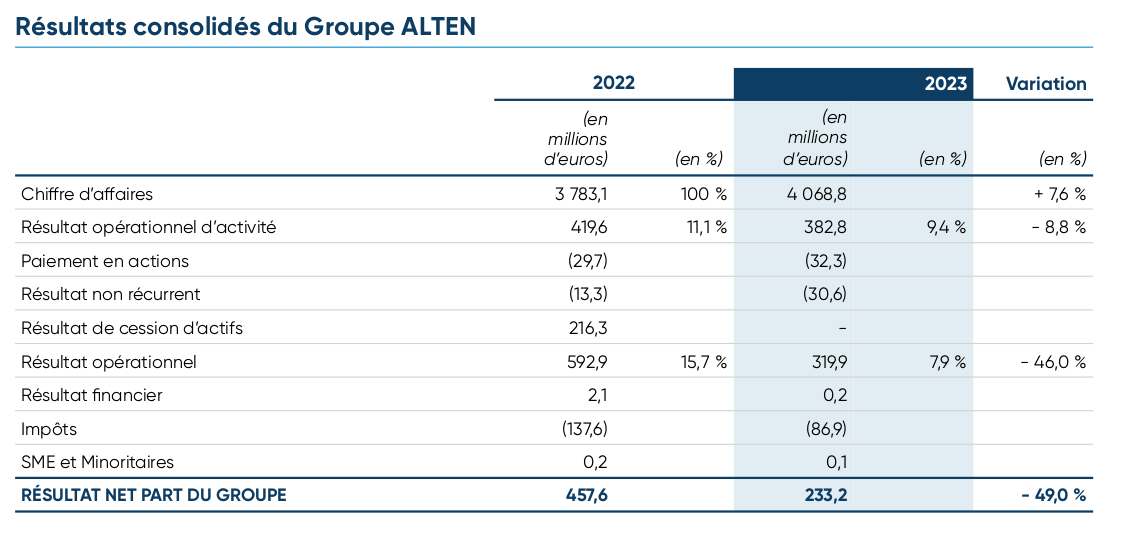 Résultats consolidés du Groupe ALTEN
2022 2023 Variation
(en millions d’euros) (en %) (en millions d’euros) (en %) (en %)
Chiffre d’affaires 3 783,1 100 % 4 068,8 + 7,6 %
Résultat opérationnel d’activité 419,6 11,1 % 382,8 9,4 % - 8,8 %
Paiement en actions (29,7) (32,3)
Résultat non récurrent (13,3) (30,6)
Résultat de cession d’actifs 216,3 -
Résultat opérationnel 592,9 15,7 % 319,9 7,9 % - 46,0 %
Résultat financier 2,1 0,2
Impôts (137,6) (86,9)
SME et Minoritaires 0,2 0,1
RÉSULTAT NET PART DU GROUPE 457,6 233,2 - 49,0 %